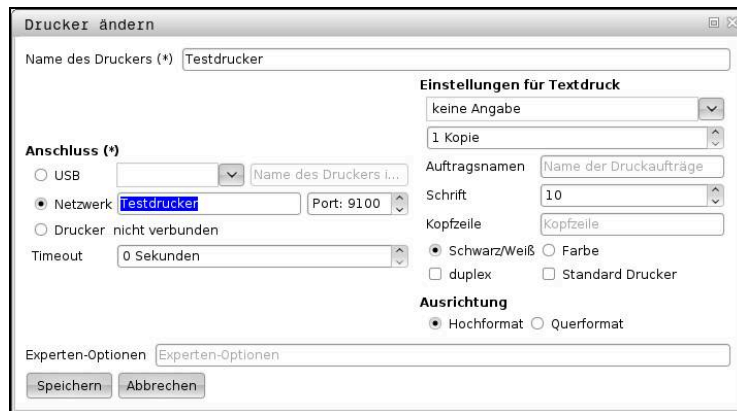 Drucker ändern
Name des Druckers (*) Testdrucker
Einstellungen für Textdruck
keine Angabe
1 Kopie
Anschluss (*)
USB Name des Druckers i...
Auftragsnamen Name der Druckaufträge
Netzwerk Testdrucker Port: 9100
Schrift 10
Drucker nicht verbunden
Kopfzeile Kopfzeile
Timeout 0 Sekunden
Schwarz/Weiß Farbe
duplex Standard Drucker
Ausrichtung
Hochformat Querformat
Experten-Optionen Experten-Optionen
Speichern Abbrechen